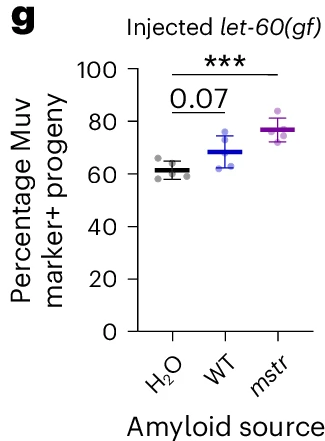 g
Injected let-60(gf)
***
0.07
Percentage Muv
marker+ progeny
100
80
60
40
20
0
H₂O
WT
mstr
Amyloid source